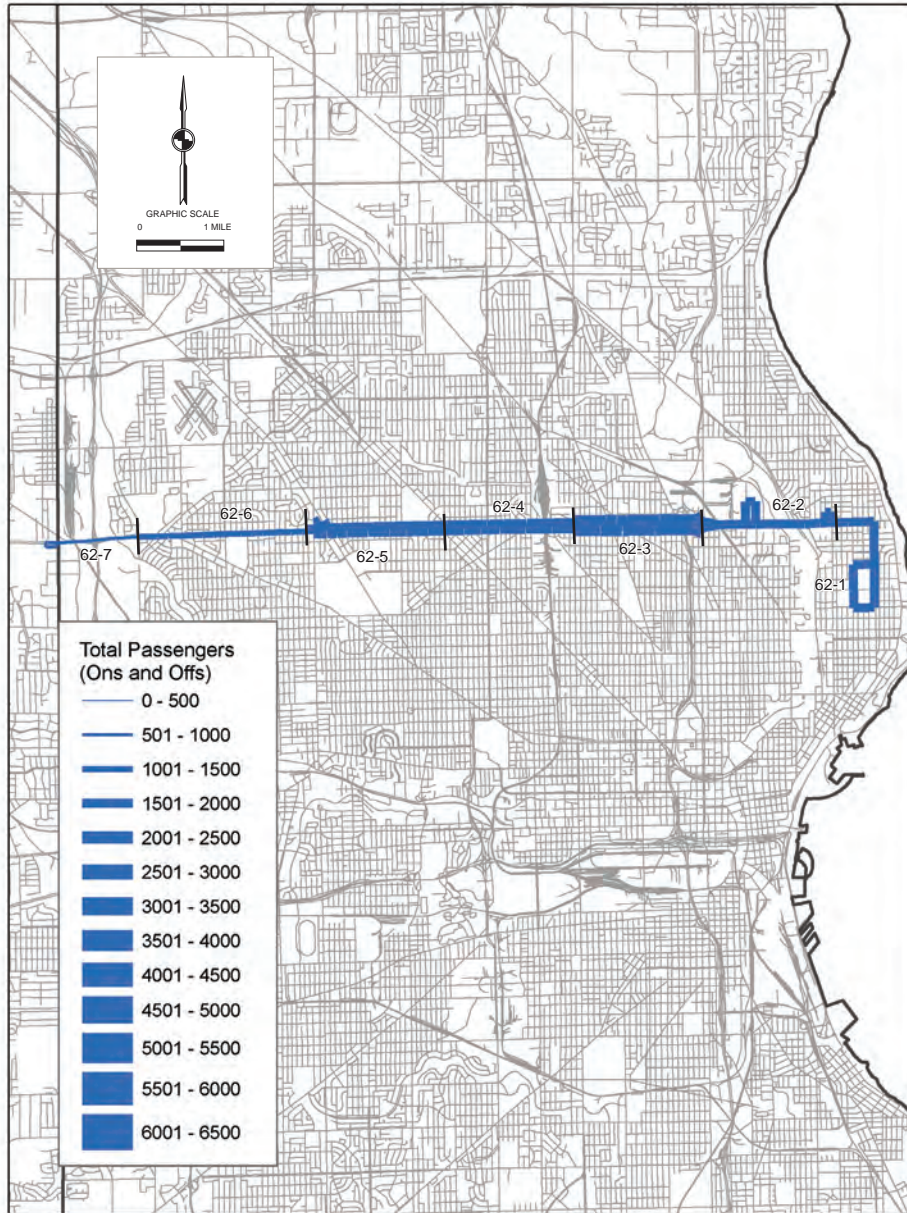 GRAPHIC SCALE
0 1 MILE
62-7
62-6
62-5
62-4
62-3
62-2
62-1
Total Passengers
(Ons and Offs)
0 - 500
501 - 1000
1001 - 1500
1501 - 2000
2001 - 2500
2501 - 3000
3001 - 3500
3501 - 4000
4001 - 4500
4501 - 5000
5001 - 5500
5501 - 6000
6001 - 6500